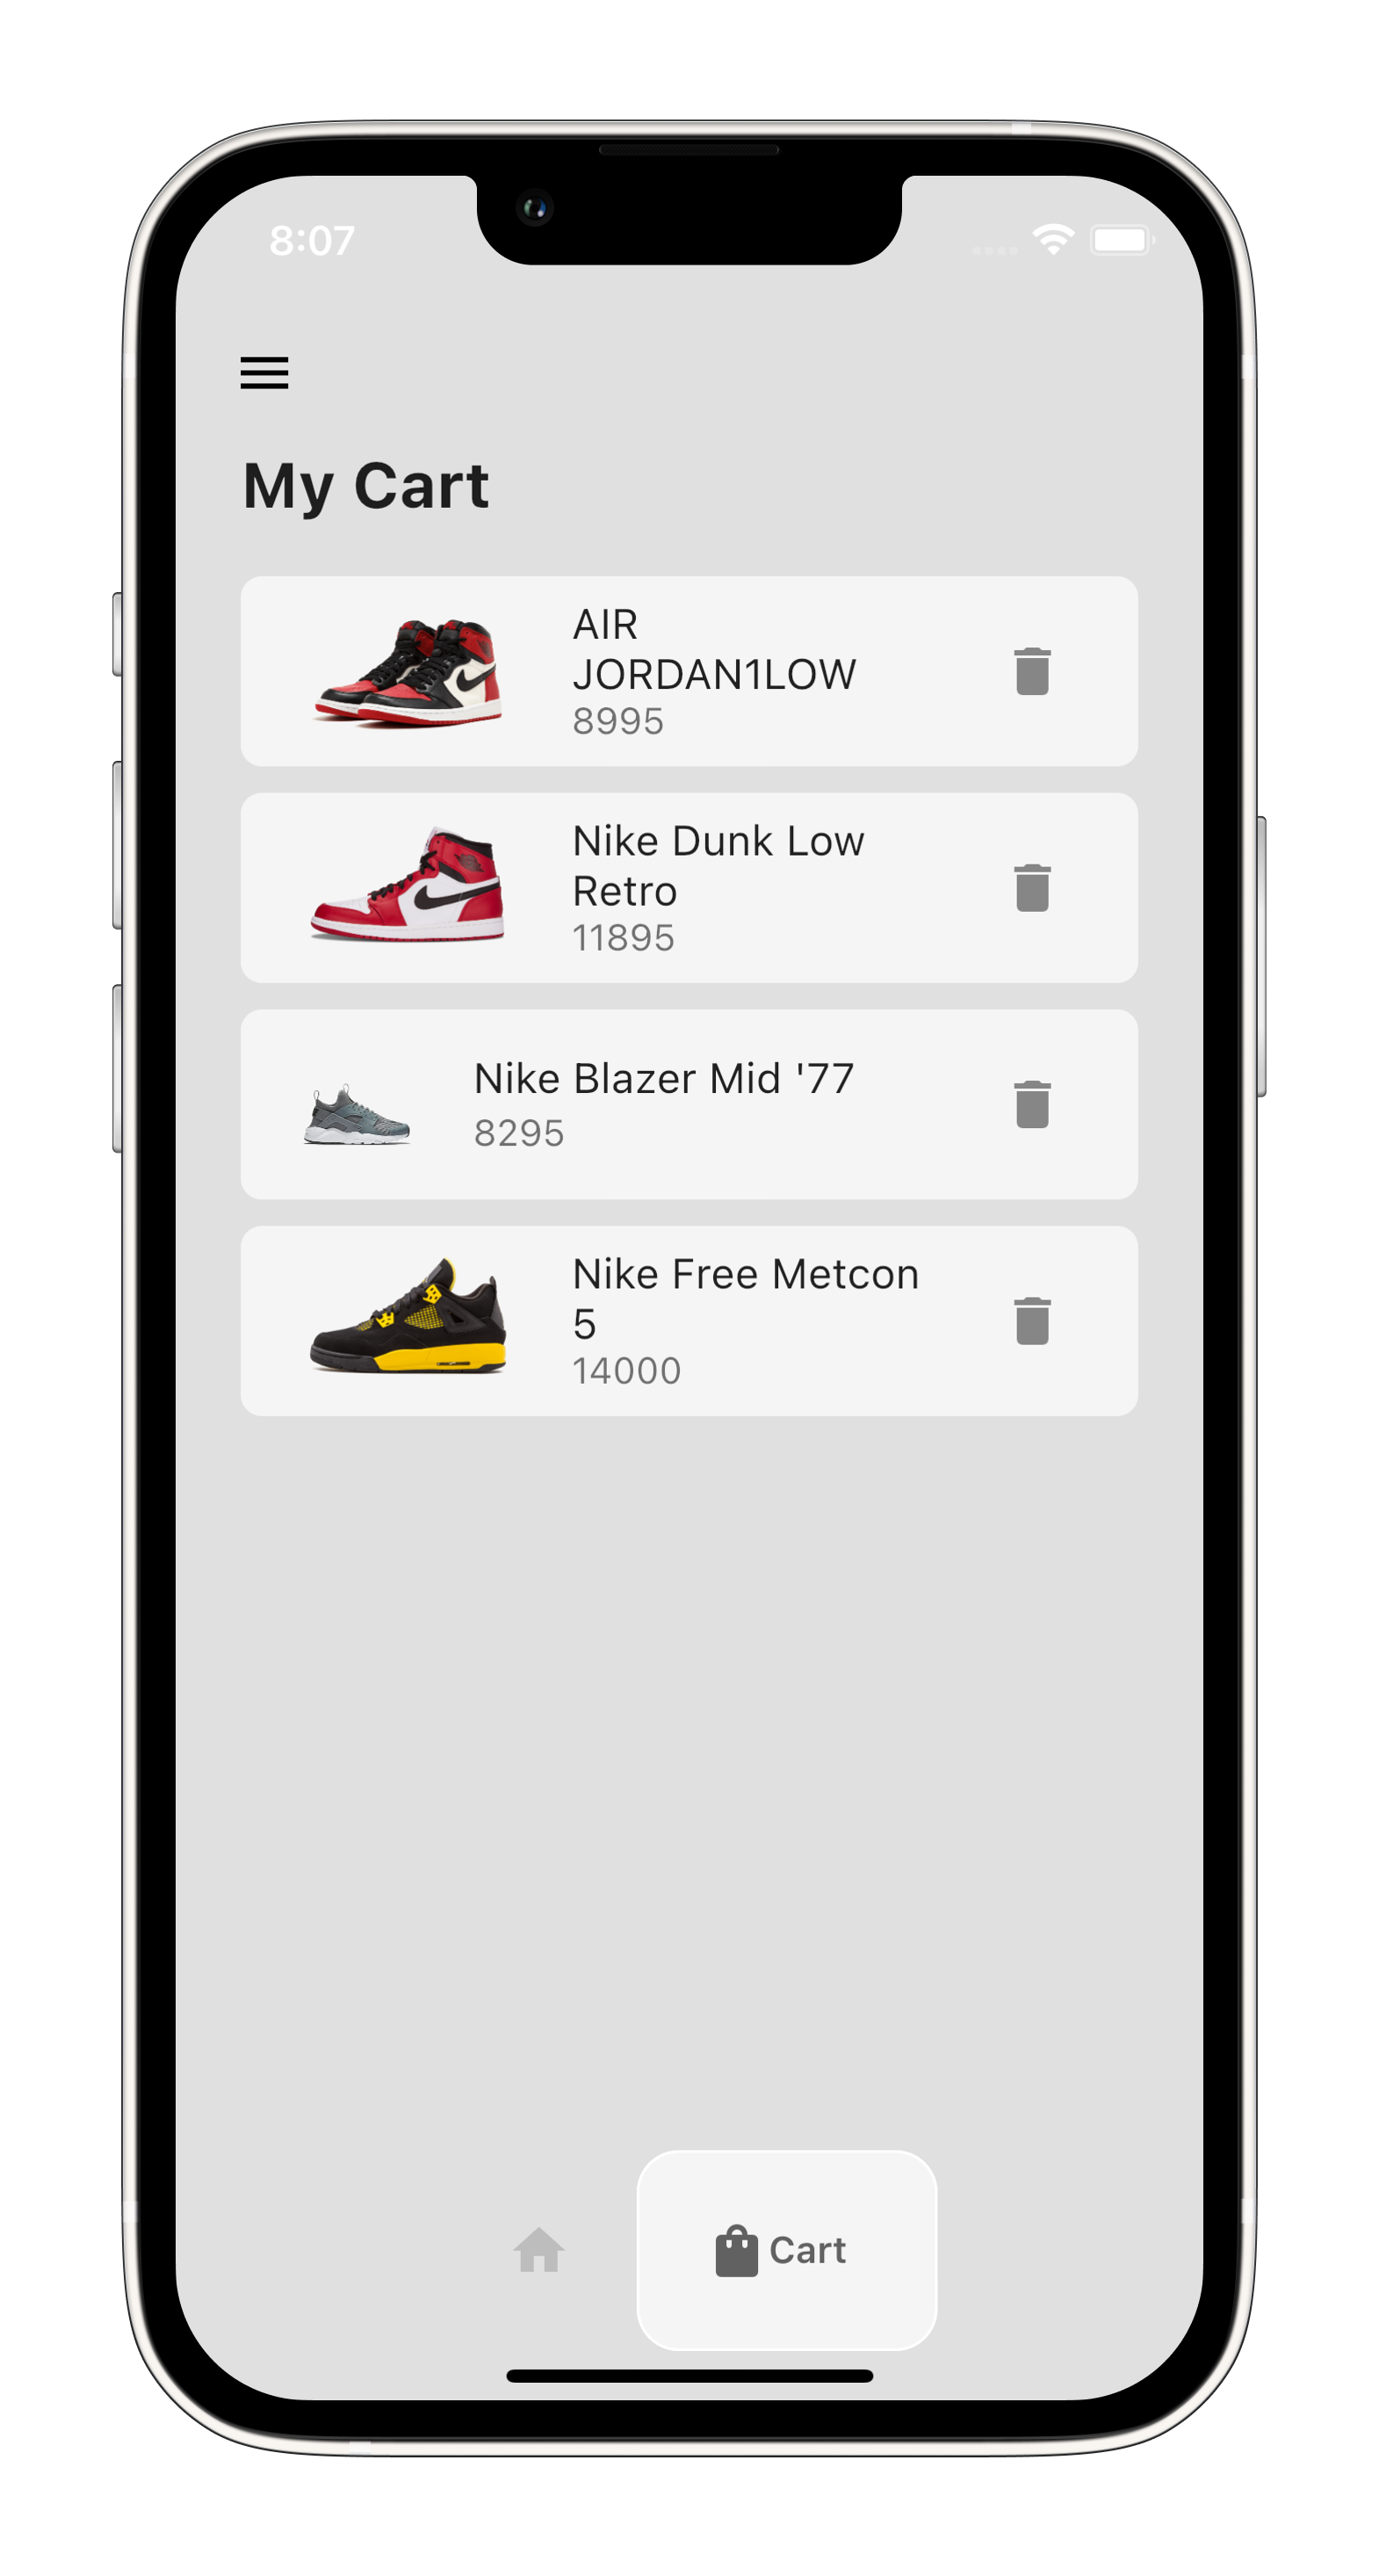 8:07
My Cart
AIR
JORDAN1LOW
8995
Nike Dunk Low
Retro
11895
Nike Blazer Mid '77
8295
Nike Free Metcon
5
14000
Cart